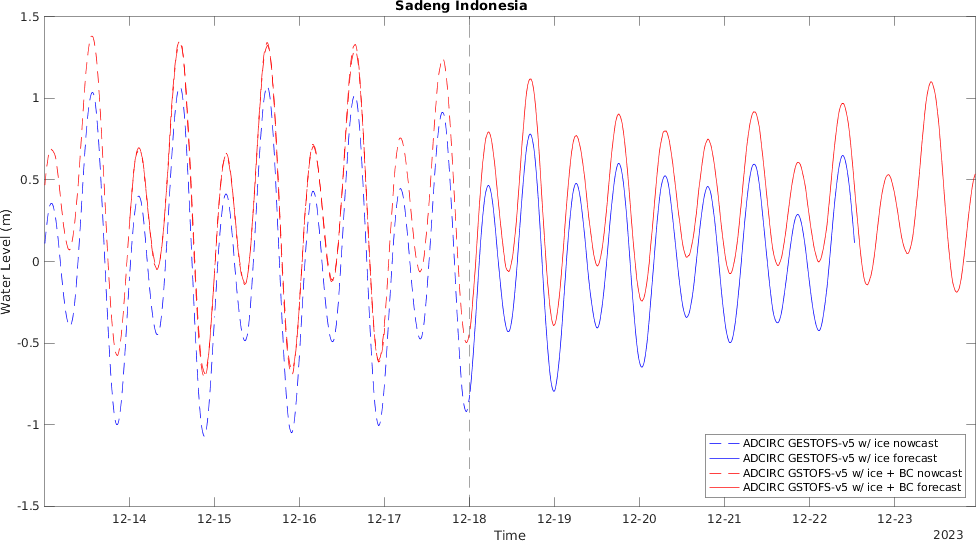 Sadeng Indonesia
1.5
1
0.5
0
-0.5
-1
-1.5
Water Level (m)
12-14 12-15 12-16 12-17 12-18 12-19 12-20 12-21 12-22 12-23
Time
2023
ADCIRC GESTOFS-v5 w/ ice nowcast
ADCIRC GESTOFS-v5 w/ ice forecast
ADCIRC GSTOFS-v5 w/ ice + BC nowcast
ADCIRC GSTOFS-v5 w/ ice + BC forecast